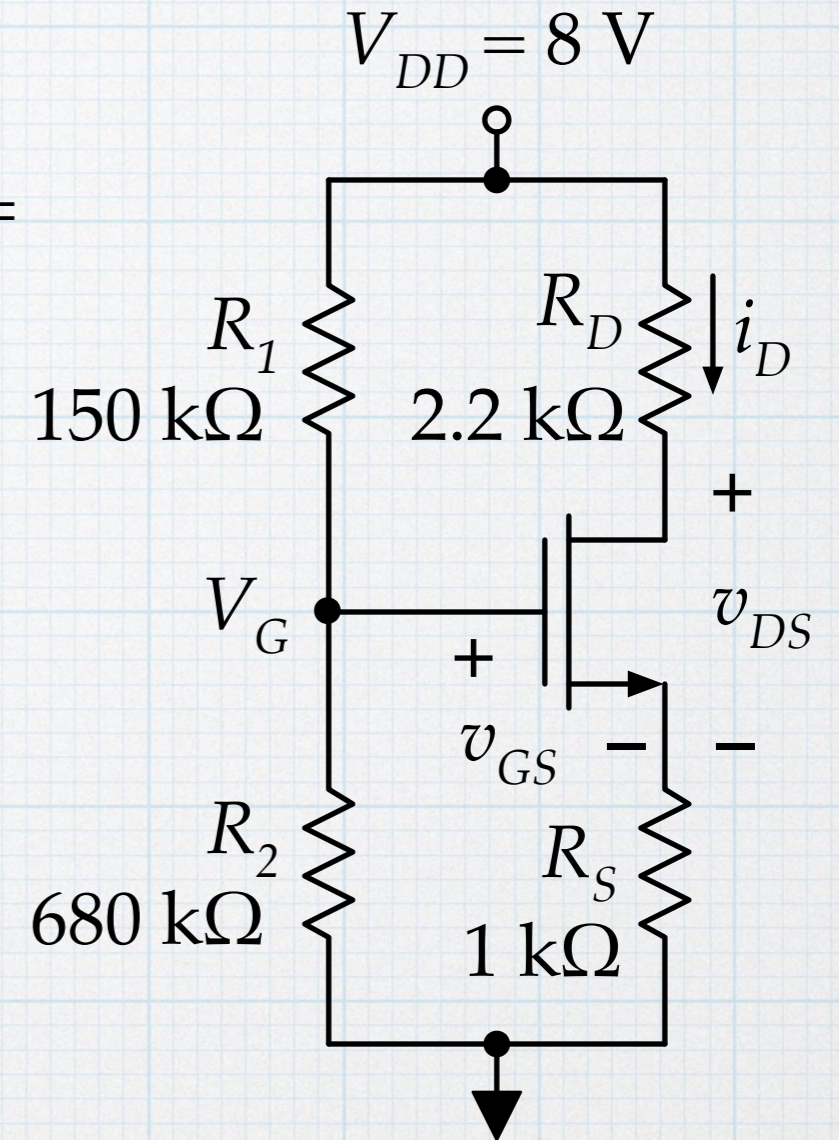 V_DD = 8 V
=
R_1
150 kΩ
R_D
2.2 kΩ
i_D
+
V_G
+
v_GS
−
v_DS
−
R_2
680 kΩ
R_S
1 kΩ